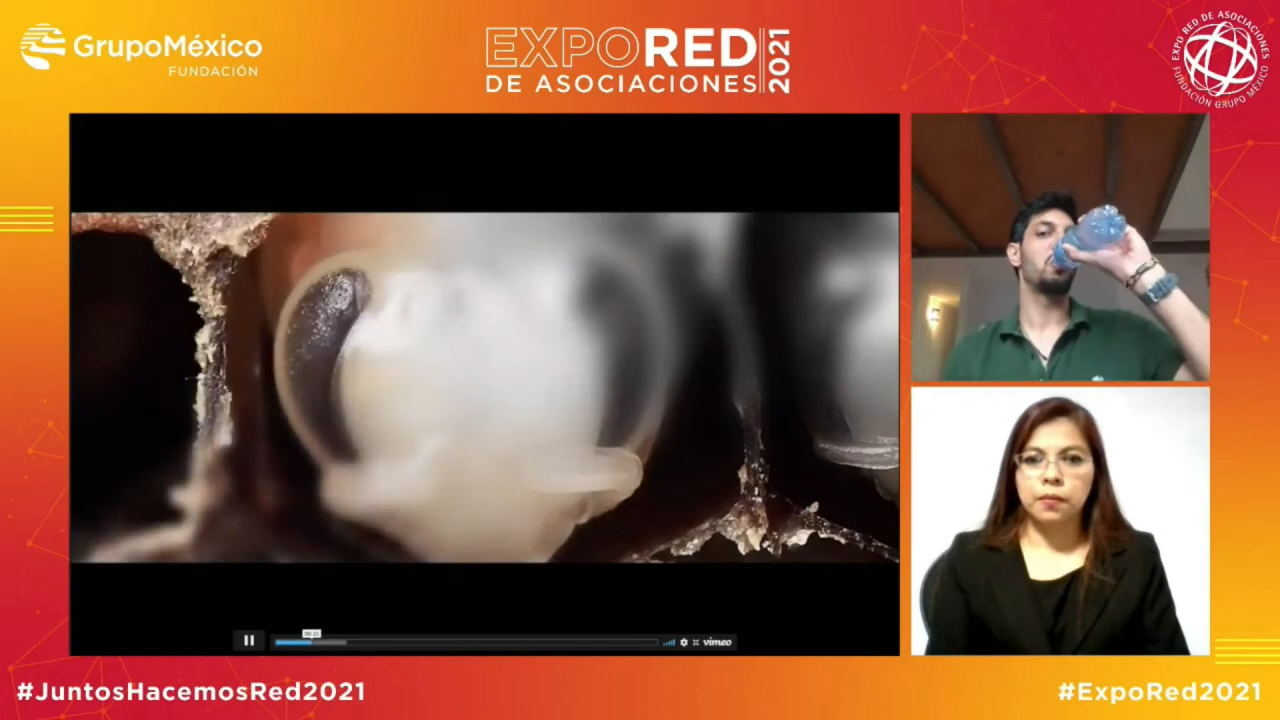 GrupoMéxico
FUNDACIÓN
EXPORED
DE ASOCIACIONES
2021
EXPO RED DE ASOCIACIONES
FUNDACIÓN GRUPO MÉXICO
vimeo
#JuntosHacemosRed2021
#ExpoRed2021